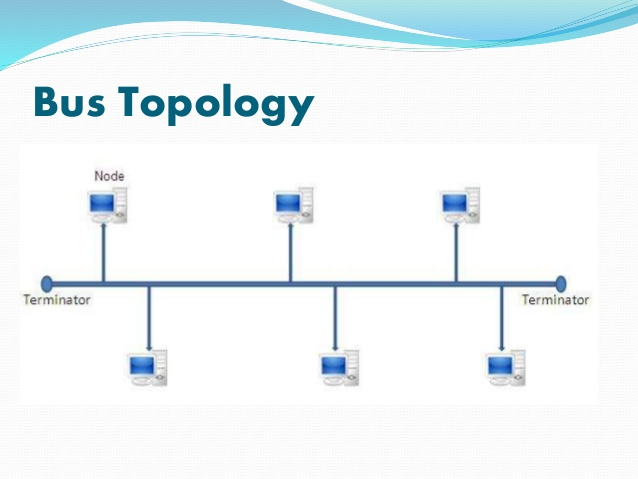 Bus Topology
Node
Terminator
Terminator